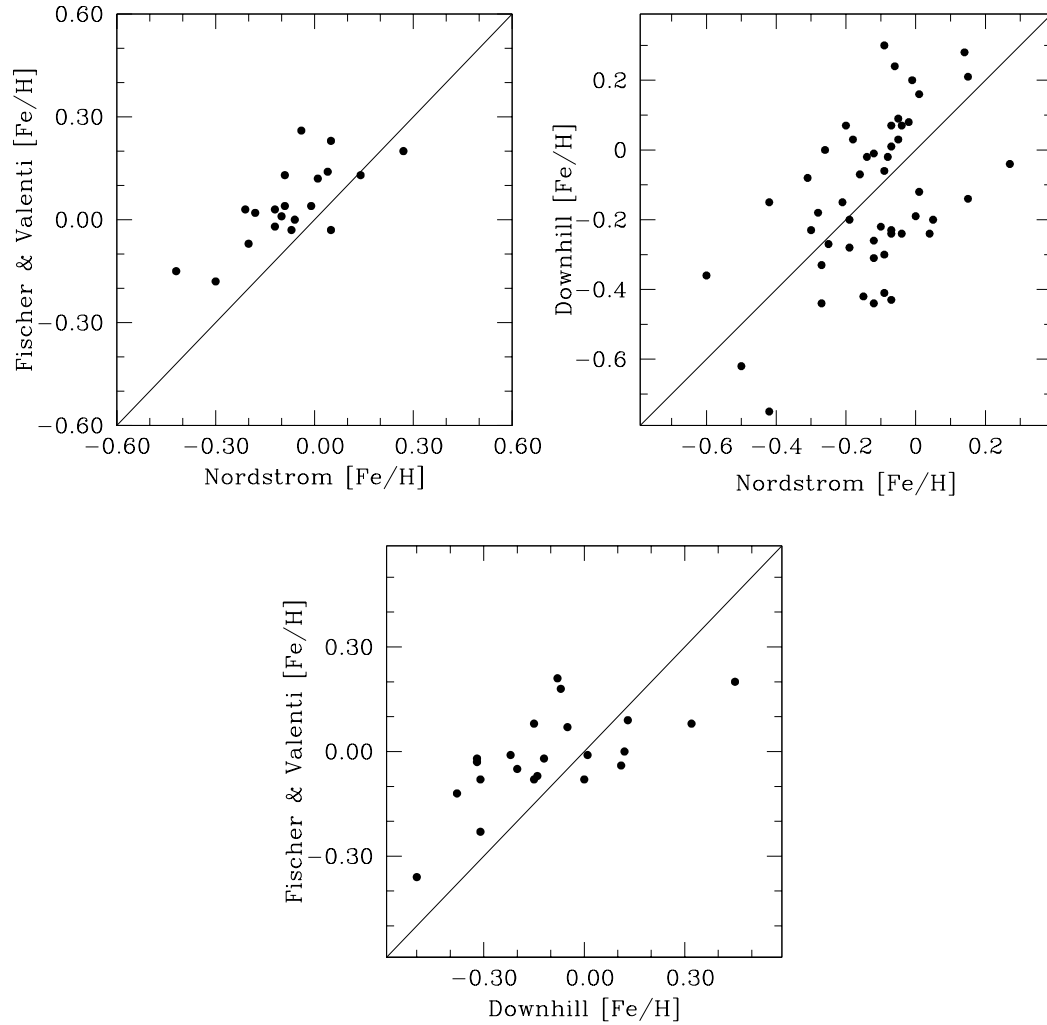 Fischer & Valenti [Fe/H]
0.60
0.30
0.00
−0.30
−0.60
−0.60 −0.30 0.00 0.30 0.60
Nordstrom [Fe/H]
Downhill [Fe/H]
0.2
0
−0.2
−0.4
−0.6
−0.6 −0.4 −0.2 0 0.2
Nordstrom [Fe/H]
Fischer & Valenti [Fe/H]
0.30
0.00
−0.30
−0.30 0.00 0.30
Downhill [Fe/H]